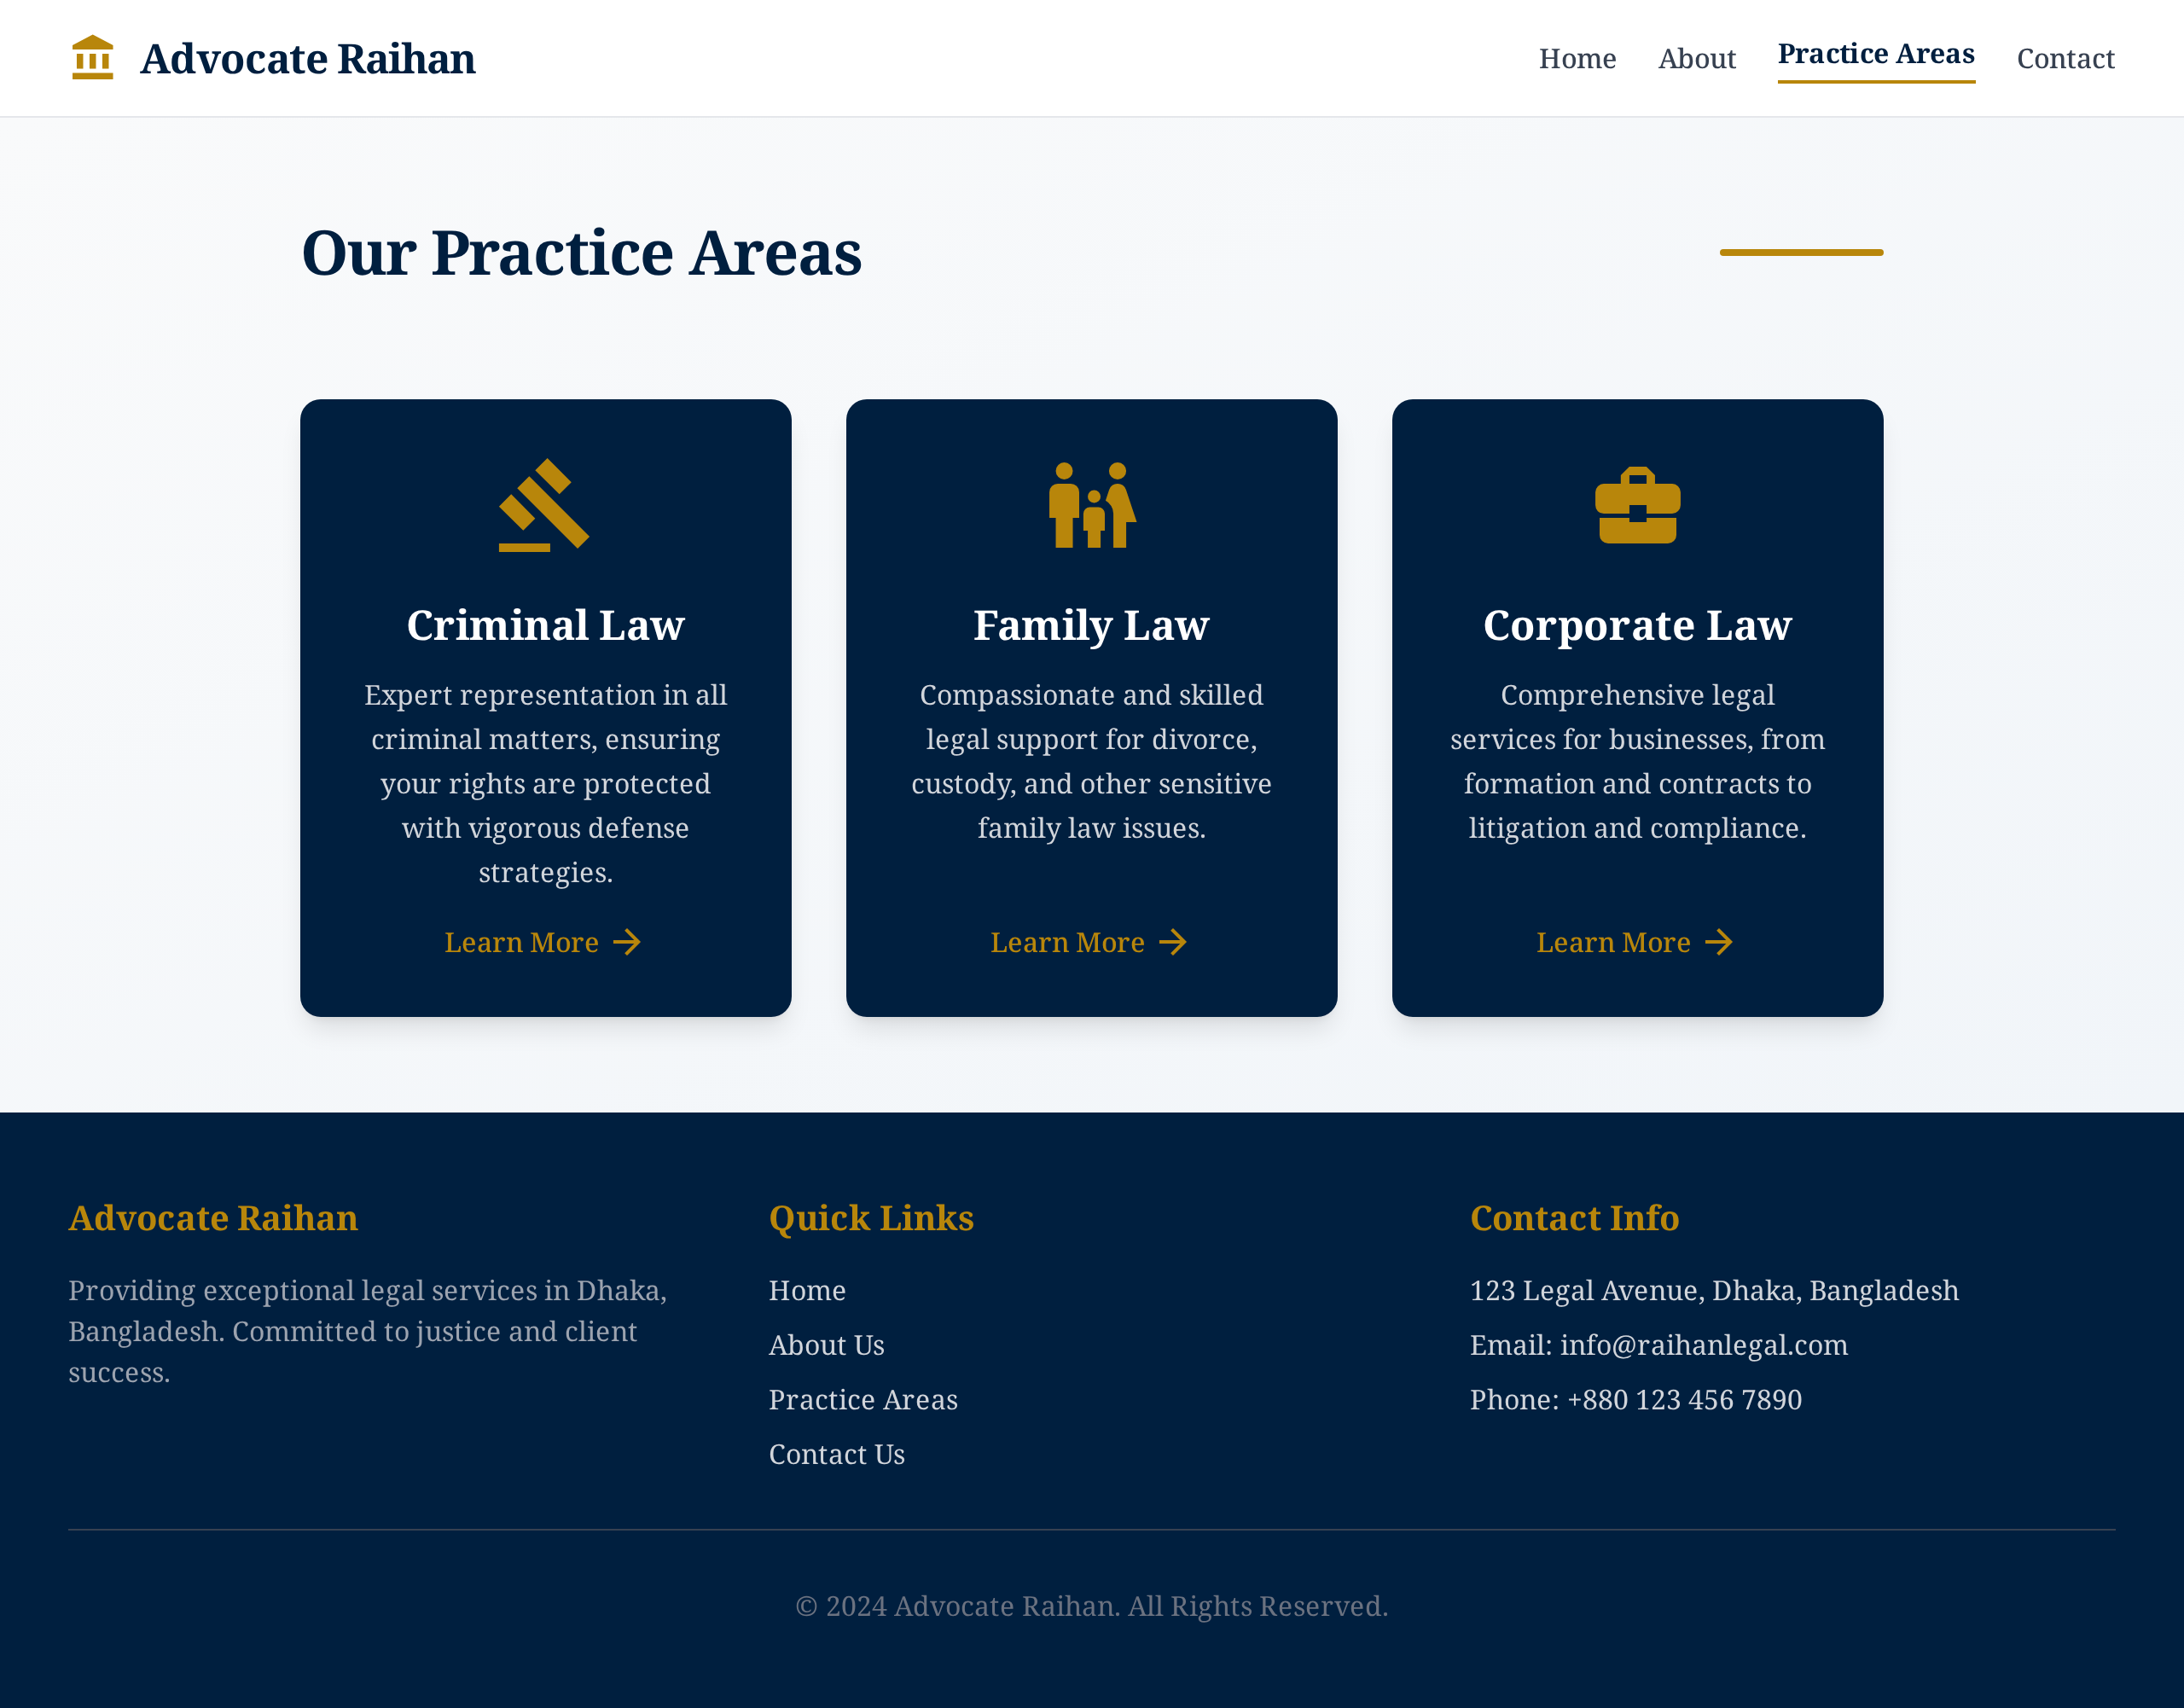 Advocate Raihan
Home
About
Practice Areas
Contact
Our Practice Areas
Criminal Law
Expert representation in all
criminal matters, ensuring
your rights are protected
with vigorous defense
strategies.
Learn More
Family Law
Compassionate and skilled
legal support for divorce,
custody, and other sensitive
family law issues.
Learn More
Corporate Law
Comprehensive legal
services for businesses, from
formation and contracts to
litigation and compliance.
Learn More
Advocate Raihan
Providing exceptional legal services in Dhaka,
Bangladesh. Committed to justice and client
success.
Quick Links
Home
About Us
Practice Areas
Contact Us
Contact Info
123 Legal Avenue, Dhaka, Bangladesh
Email: info@raihanlegal.com
Phone: +880 123 456 7890
© 2024 Advocate Raihan. All Rights Reserved.